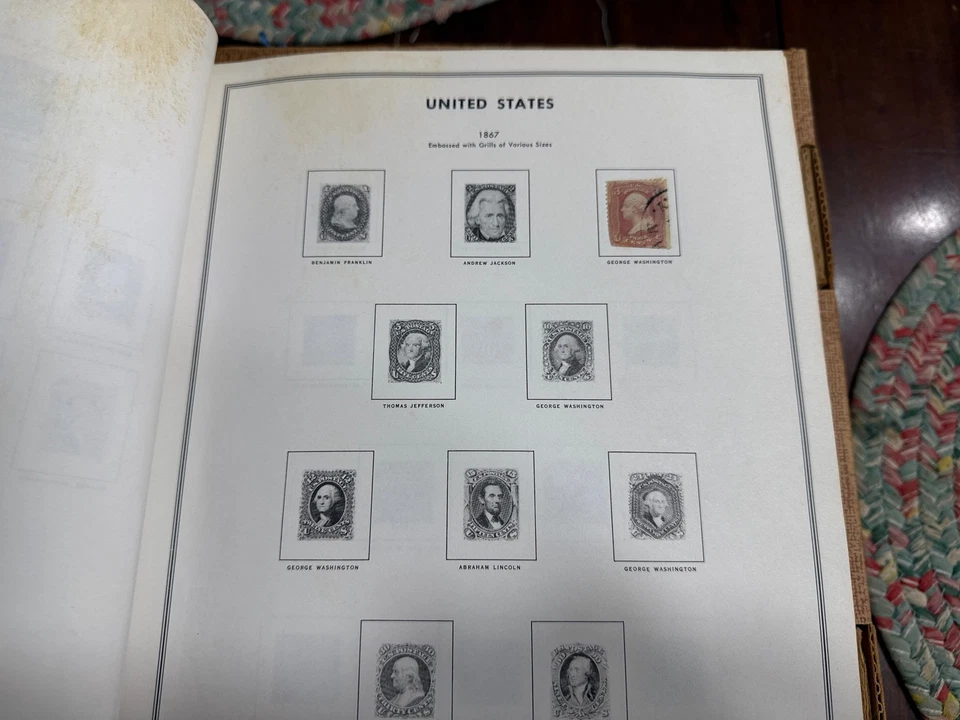 UNITED STATES
1867
Embossed with Grills of Various Sizes
BENJAMIN FRANKLIN
ANDREW JACKSON
GEORGE WASHINGTON
THOMAS JEFFERSON
GEORGE WASHINGTON
GEORGE WASHINGTON
ABRAHAM LINCOLN
GEORGE WASHINGTON